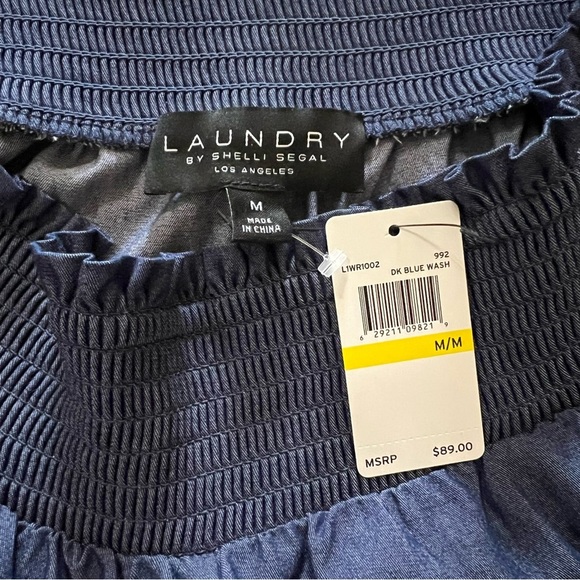 LAUNDRY
BY SHELLI SEGAL
LOS ANGELES
M
MADE
IN CHINA
992
L1WR1002 DK BLUE WASH
6 29211 09821 9
M/M
MSRP $89.00